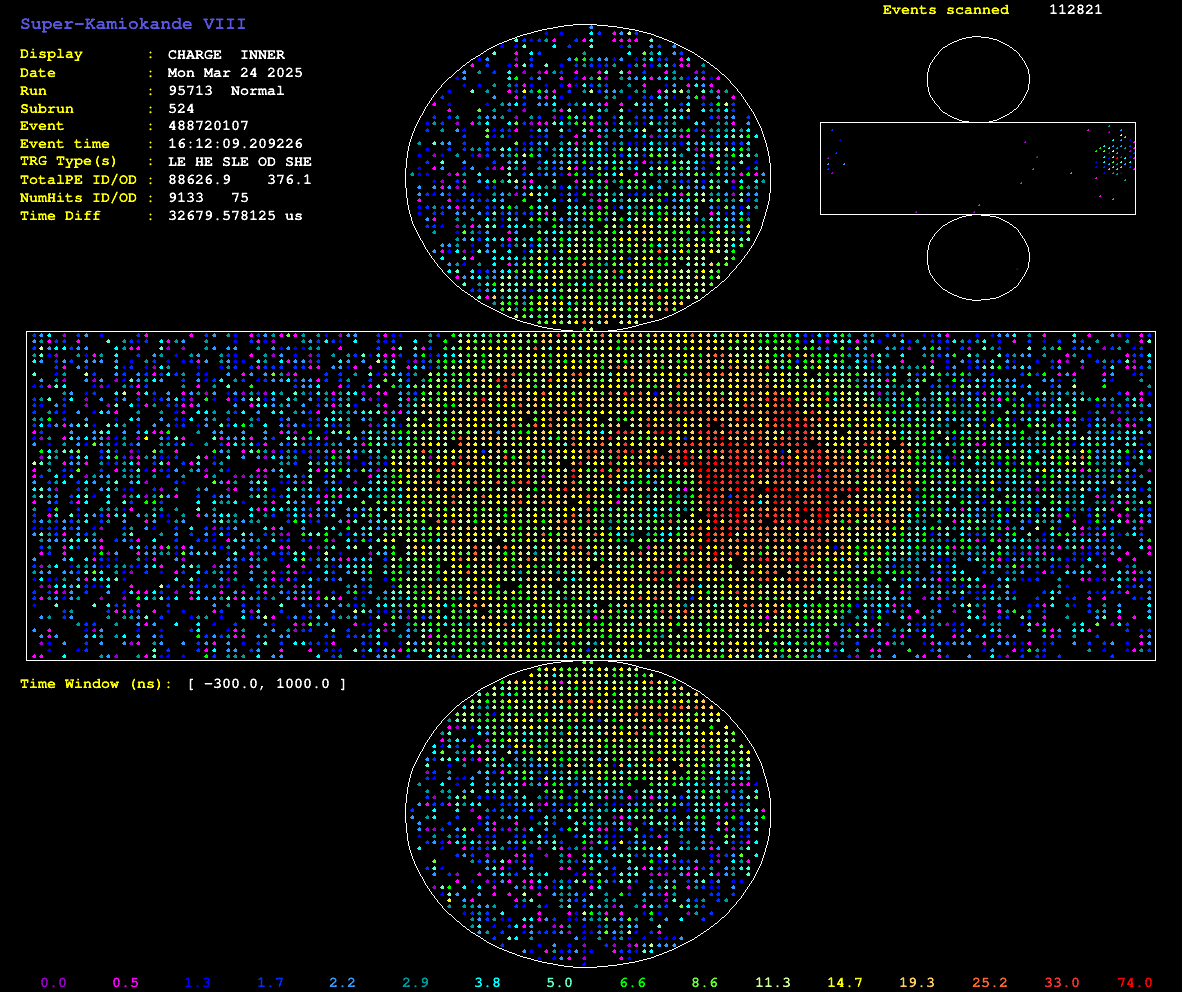 Super-Kamiokande VIII
Events scanned 112821
Display : CHARGE INNER
Date : Mon Mar 24 2025
Run : 95713 Normal
Subrun : 524
Event : 488720107
Event time : 16:12:09.209226
TRG Type(s) : LE HE SLE OD SHE
TotalPE ID/OD : 88626.9 376.1
NumHits ID/OD : 9133 75
Time Diff : 32679.578125 us
Time Window (ns): [ −300.0, 1000.0 ]
0.0 0.5 1.3 1.7 2.2 2.9 3.8 5.0 6.6 8.6 11.3 14.7 19.3 25.2 33.0 74.0